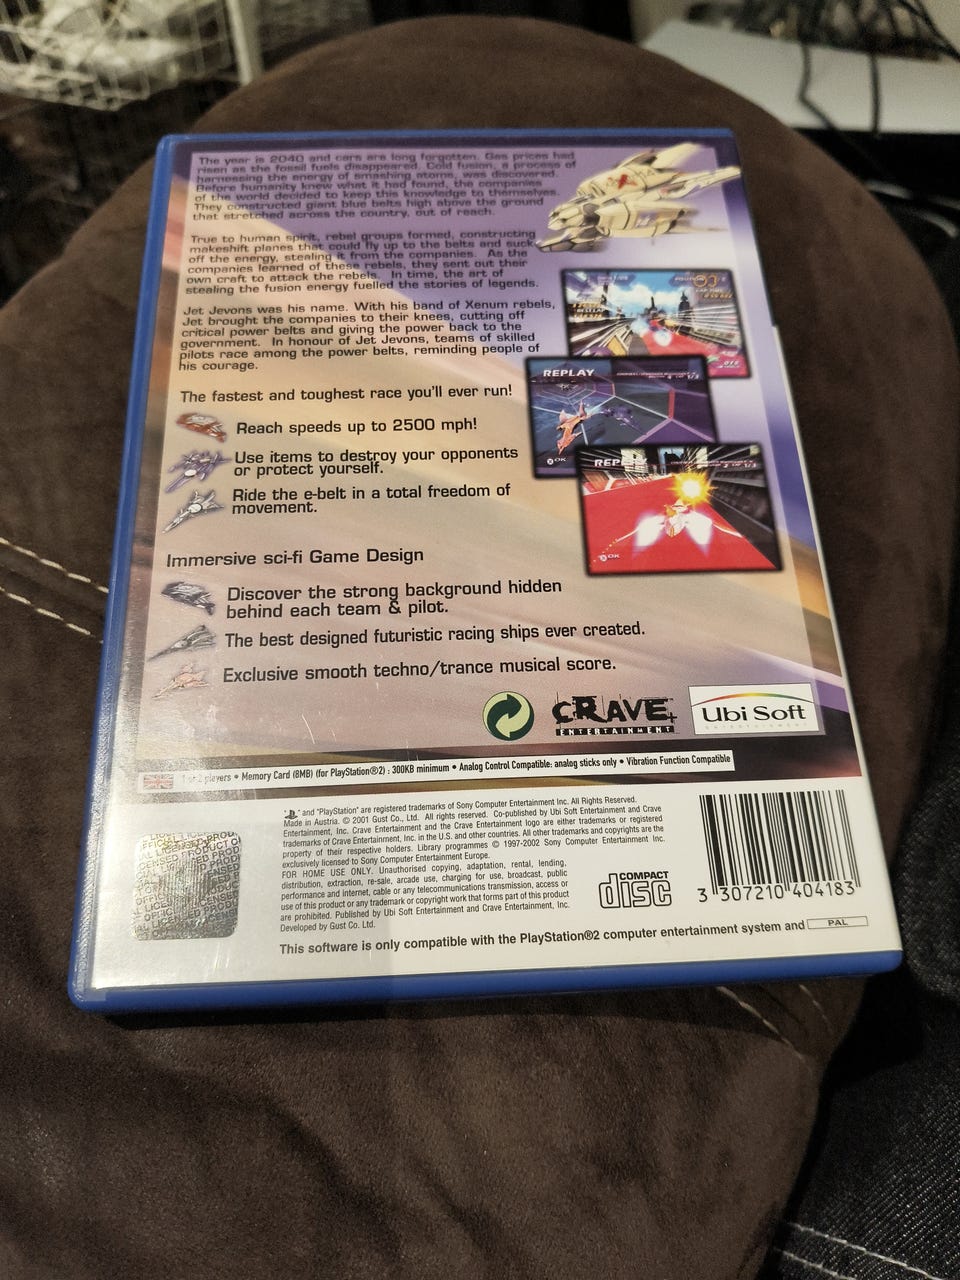 The year is 2040 and cars are long forgotten. Gas prices had
risen as the fossil fuels disappeared. Cold fusion, a process of
harnessing the energy of smashing atoms, was discovered.
Before humanity knew what it had found, the companies
of the world decided to keep this knowledge to themselves.
They constructed giant blue belts high above the ground
that stretched across the country, out of reach.
True to human spirit, rebel groups formed, constructing
makeshift planes that could fly up to the belts and suck
off the energy, stealing it from the companies. As the
companies learned of these rebels, they sent out their
own craft to attack the rebels. In time, the art of
stealing the fusion energy fuelled the stories of legends.
Jet Jevons was his name. With his band of Xenum rebels,
Jet brought the companies to their knees, cutting off
critical power belts and giving the power back to the
government. In honour of Jet Jevons, teams of skilled
pilots race among the power belts, reminding people of
his courage.
The fastest and toughest race you'll ever run!
Reach speeds up to 2500 mph!
Use items to destroy your opponents
or protect yourself.
Ride the e-belt in a total freedom of
movement.
REPLAY
OK
OK
Immersive sci-fi Game Design
Discover the strong background hidden
behind each team & pilot.
The best designed futuristic racing ships ever created.
Exclusive smooth techno/trance musical score.
CRAVE
ENTERTAINMENT
Ubi Soft
ENTERTAINMENT
1 or 2 players • Memory Card (8MB) (for PlayStation®2) : 300KB minimum • Analog Control Compatible: analog sticks only • Vibration Function Compatible
and "PlayStation" are registered trademarks of Sony Computer Entertainment Inc. All Rights Reserved.
Made in Austria. © 2001 Gust Co., Ltd. All rights reserved. Co-published by Ubi Soft Entertainment and Crave
Entertainment, Inc. Crave Entertainment and the Crave Entertainment logo are either trademarks or registered
trademarks of Crave Entertainment, Inc. in the U.S. and other countries. All other trademarks and copyrights are the
property of their respective holders. Library programmes © 1997-2002 Sony Computer Entertainment Inc.
exclusively licensed to Sony Computer Entertainment Europe.
FOR HOME USE ONLY. Unauthorised copying, adaptation, rental, lending,
distribution, extraction, re-sale, arcade use, charging for use, broadcast, public
performance and internet, cable or any telecommunications transmission, access or
use of this product or any trademark or copyright work that forms part of this product
are prohibited. Published by Ubi Soft Entertainment and Crave Entertainment, Inc.
Developed by Gust Co. Ltd.
COMPACT
disc
3 307210 404183
This software is only compatible with the PlayStation®2 computer entertainment system and PAL